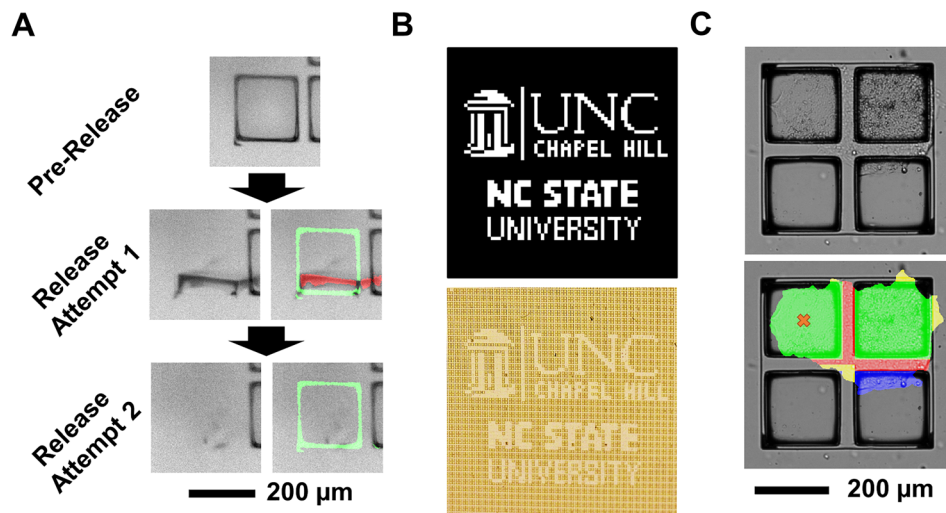 A
Pre-Release
Release
Attempt 1
Release
Attempt 2
200 µm
B
UNC
CHAPEL HILL
NC STATE
UNIVERSITY
UNC
CHAPEL HILL
NC STATE
UNIVERSITY
C
200 µm